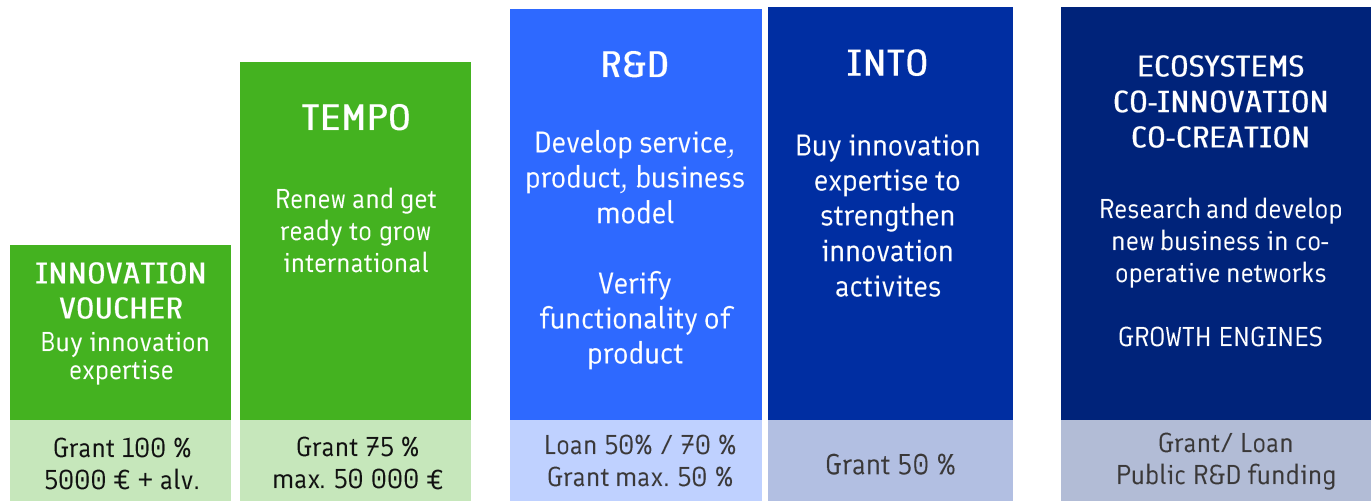 INNOVATION
VOUCHER
Buy innovation
expertise
Grant 100 %
5000 € + alv.
TEMPO
Renew and get
ready to grow
international
Grant 75 %
max. 50 000 €
R&D
Develop service,
product, business
model
Verify
functionality of
product
Loan 50% / 70 %
Grant max. 50 %
INTO
Buy innovation
expertise to
strengthen
innovation
activites
Grant 50 %
ECOSYSTEMS
CO-INNOVATION
CO-CREATION
Research and develop
new business in co-
operative networks
GROWTH ENGINES
Grant/ Loan
Public R&D funding